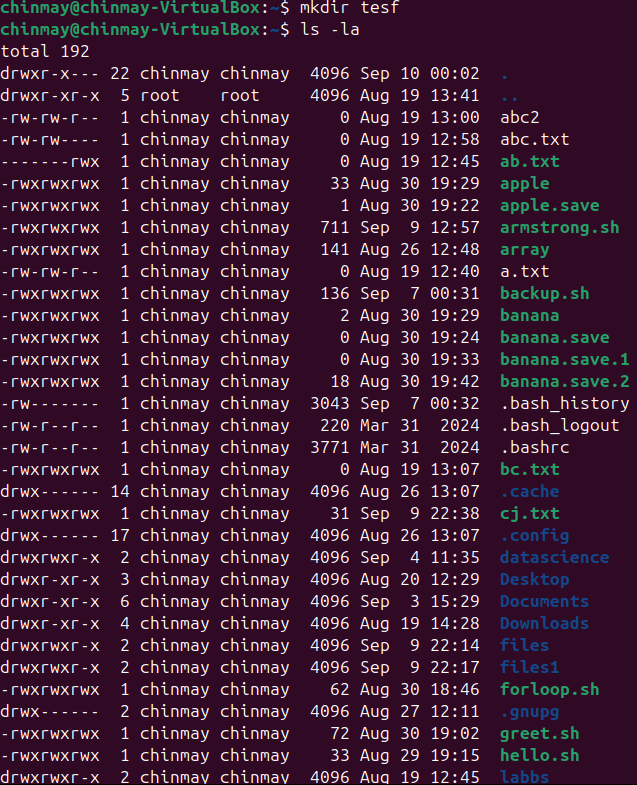 chinmay@chinmay-VirtualBox:~$ mkdir tesf
chinmay@chinmay-VirtualBox:~$ ls -la
total 192
drwxr-x--- 22 chinmay chinmay  4096 Sep 10 00:02 .
drwxr-xr-x  5 root    root     4096 Aug 19 13:41 ..
-rw-rw-r--  1 chinmay chinmay     0 Aug 19 13:00 abc2
-rw-rw----  1 chinmay chinmay     0 Aug 19 12:58 abc.txt
-------rwx  1 chinmay chinmay     0 Aug 19 12:45 ab.txt
-rwxrwxrwx  1 chinmay chinmay    33 Aug 30 19:29 apple
-rwxrwxrwx  1 chinmay chinmay     1 Aug 30 19:22 apple.save
-rwxrwxrwx  1 chinmay chinmay   711 Sep  9 12:57 armstrong.sh
-rwxrwxrwx  1 chinmay chinmay   141 Aug 26 12:48 array
-rw-rw-r--  1 chinmay chinmay     0 Aug 19 12:40 a.txt
-rwxrwxrwx  1 chinmay chinmay   136 Sep  7 00:31 backup.sh
-rwxrwxrwx  1 chinmay chinmay     2 Aug 30 19:29 banana
-rwxrwxrwx  1 chinmay chinmay     0 Aug 30 19:24 banana.save
-rwxrwxrwx  1 chinmay chinmay     0 Aug 30 19:33 banana.save.1
-rwxrwxrwx  1 chinmay chinmay    18 Aug 30 19:42 banana.save.2
-rw-------  1 chinmay chinmay  3043 Sep  7 00:32 .bash_history
-rw-r--r--  1 chinmay chinmay   220 Mar 31  2024 .bash_logout
-rw-r--r--  1 chinmay chinmay  3771 Mar 31  2024 .bashrc
-rwxrwxrwx  1 chinmay chinmay     0 Aug 19 13:07 bc.txt
drwx------ 14 chinmay chinmay  4096 Aug 26 13:07 .cache
-rwxrwxrwx  1 chinmay chinmay    31 Sep  9 22:38 cj.txt
drwx------ 17 chinmay chinmay  4096 Aug 26 13:07 .config
drwxrwxr-x  2 chinmay chinmay  4096 Sep  4 11:35 datascience
drwxr-xr-x  3 chinmay chinmay  4096 Aug 20 12:29 Desktop
drwxr-xr-x  6 chinmay chinmay  4096 Sep  3 15:29 Documents
drwxr-xr-x  4 chinmay chinmay  4096 Aug 19 14:28 Downloads
drwxrwxr-x  2 chinmay chinmay  4096 Sep  9 22:14 files
drwxrwxr-x  2 chinmay chinmay  4096 Sep  9 22:17 files1
-rwxrwxrwx  1 chinmay chinmay    62 Aug 30 18:46 forloop.sh
drwx------  2 chinmay chinmay  4096 Aug 27 12:11 .gnupg
-rwxrwxrwx  1 chinmay chinmay    72 Aug 30 19:02 greet.sh
-rwxrwxrwx  1 chinmay chinmay    33 Aug 29 19:15 hello.sh
drwxrwxr-x  2 chinmay chinmay  4096 Aug 19 12:45 labbs